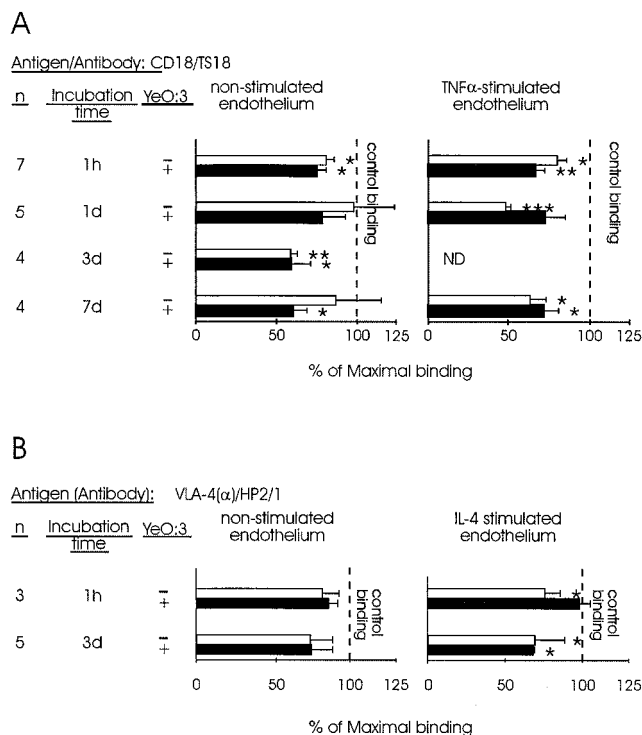 A
Antigen/Antibody: CD18/TS18
n Incubation time YeO:3 non-stimulated endothelium TNFα-stimulated endothelium
7 1h − + * * * **
5 1d − + ***
4 3d − + ** * ND
4 7d − + * * *
control binding control binding
0 50 100 125 0 50 100 125
% of Maximal binding
B
Antigen (Antibody): VLA-4(α)/HP2/1
n Incubation time YeO:3 non-stimulated endothelium IL-4 stimulated endothelium
3 1h − + *
5 3d − + * *
control binding control binding
0 50 100 125 0 50 100 125
% of Maximal binding